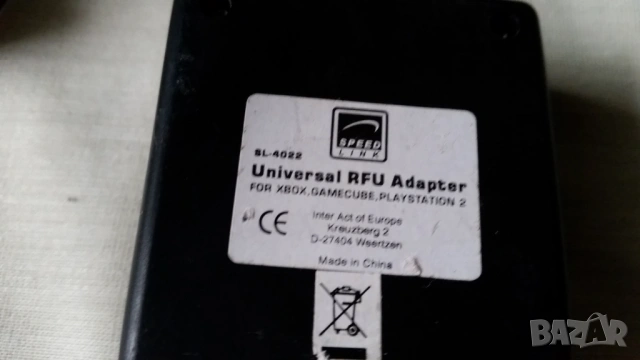 SPEED
LINK
SL-4022
Universal RFU Adapter
FOR XBOX,GAMECUBE,PLAYSTATION 2
CE
Inter Act of Europe
Kreuzberg 2
D-27404 Weertzen
Made in China
BAZAR